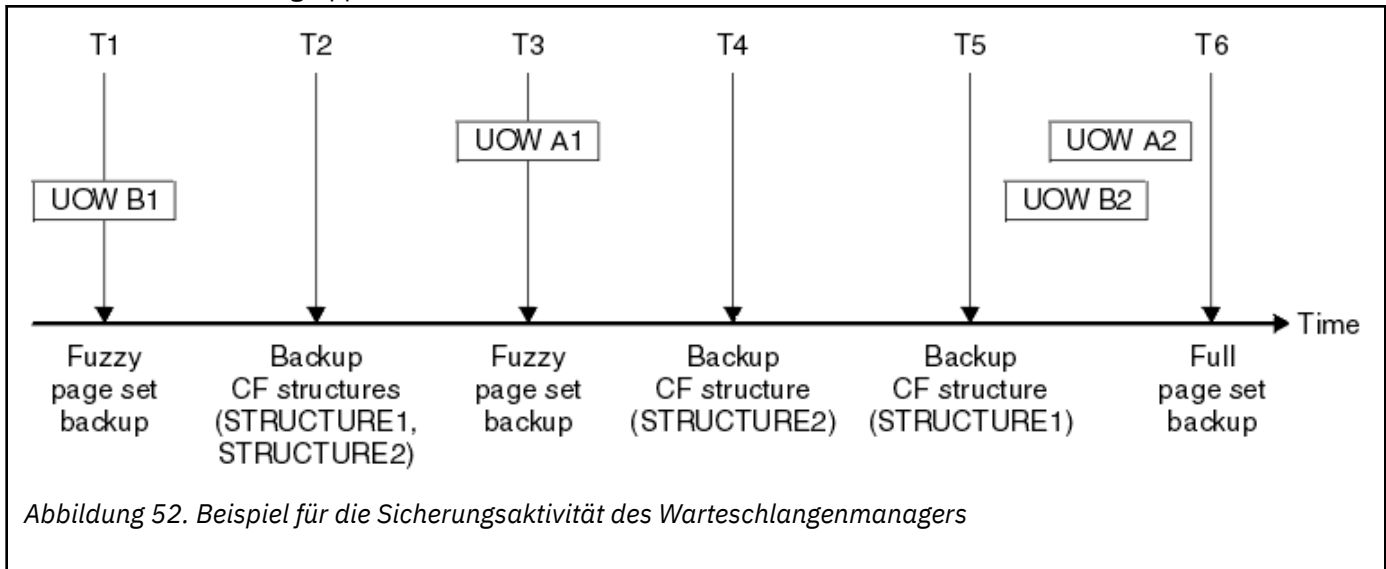 T1 T2 T3 T4 T5 T6
UOW A1 UOW A2
UOW B1 UOW B2
Time
Fuzzy page set backup
Backup CF structures (STRUCTURE1, STRUCTURE2)
Fuzzy page set backup
Backup CF structure (STRUCTURE2)
Backup CF structure (STRUCTURE1)
Full page set backup
Abbildung 52. Beispiel für die Sicherungsaktivität des Warteschlangenmanagers